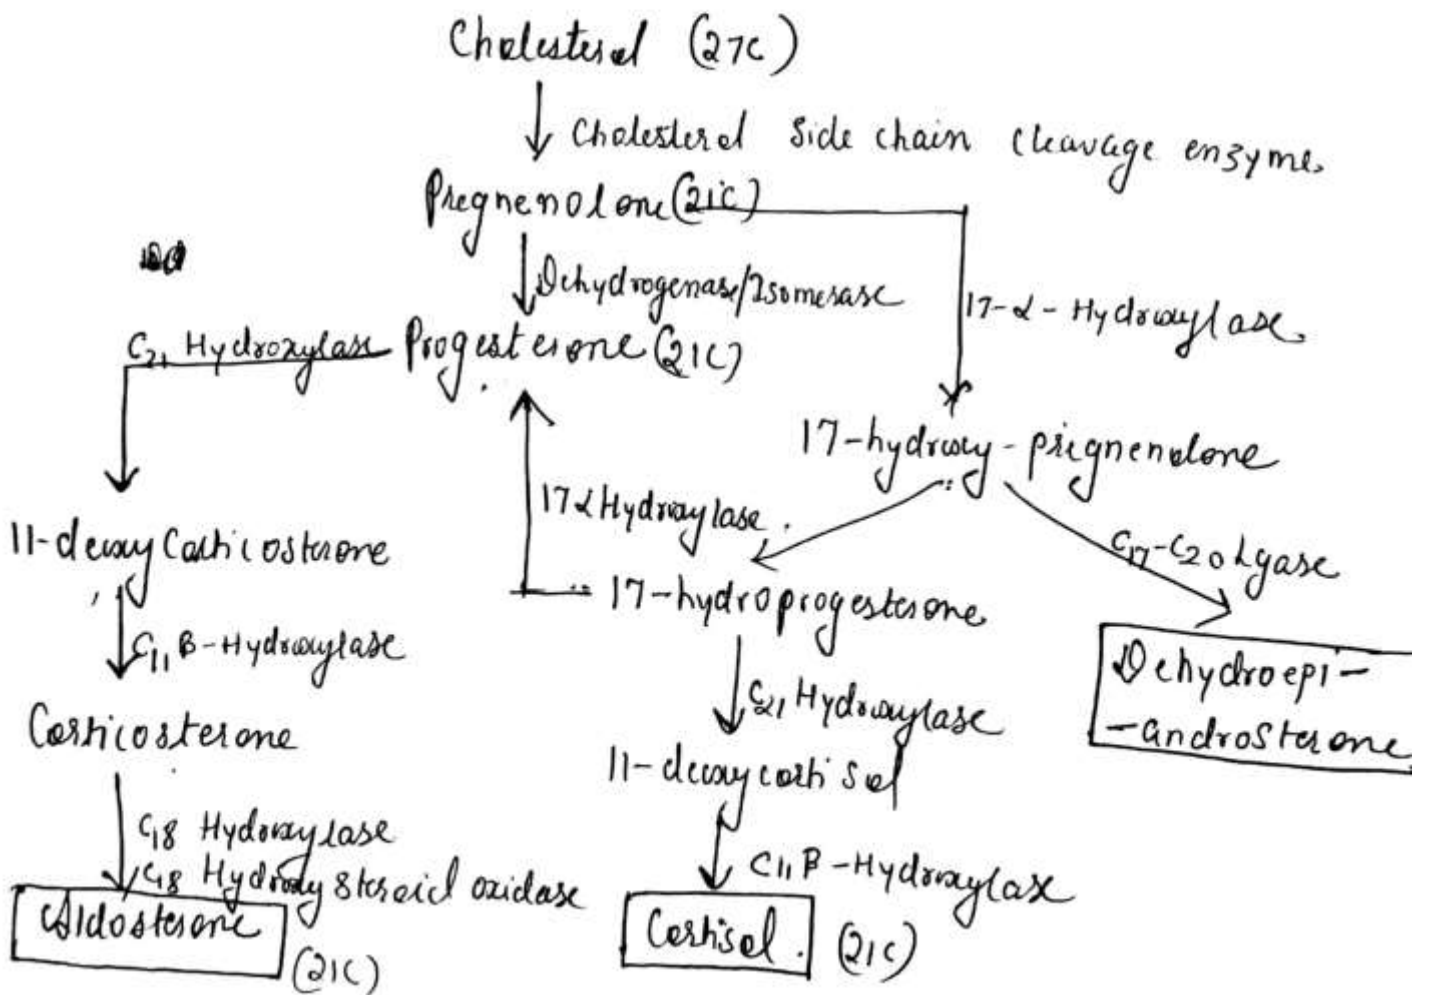 Cholesterol (27C)
Cholesterol Side chain cleavage enzyme.
Pregnenolone (21C)
Dehydrogenase/Isomerase
17-α-Hydroxylase
C21 Hydroxylase
Progesterone (21C)
17-hydroxy-pregnenolone
17α Hydroxylase.
11-deoxy Corticosterone
C17-C20 Lyase
17-hydroprogesterone
C11 β-Hydroxylase
Dehydroepi-
-androsterone
C21 Hydroxylase
Corticosterone
11-deoxycortisol
C18 Hydroxylase
C18 Hydroxysteroid oxidase
C11 β-Hydroxylase
Aldosterone
(21C)
Cortisol.
(21C)